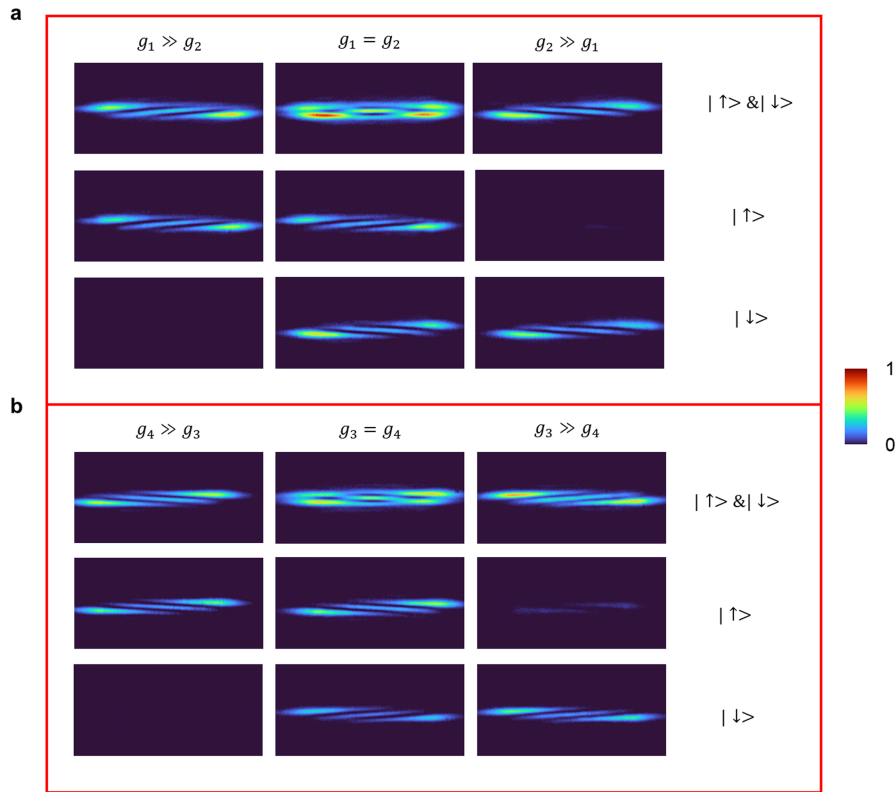 a
g₁ ≫ g₂ g₁ = g₂ g₂ ≫ g₁
| ↑> &| ↓>
| ↑>
| ↓>
1
0
b
g₄ ≫ g₃ g₃ = g₄ g₃ ≫ g₄
| ↑> &| ↓>
| ↑>
| ↓>